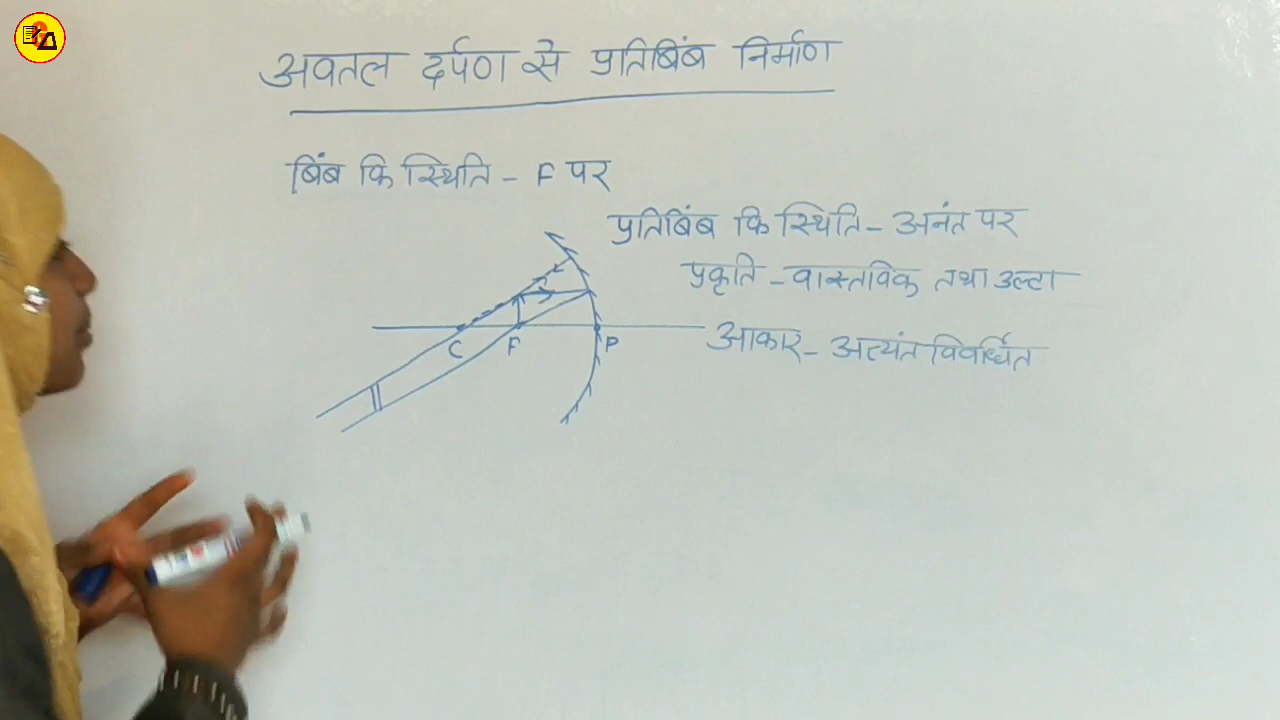 अवतल दर्पण से प्रतिबिंब निर्माण
बिंब कि स्थिति - F पर
प्रतिबिंब कि स्थिति - अनंत पर
प्रकृति - वास्तविक तथा उल्टा
आकार - अत्यंत विवर्धित
C F P